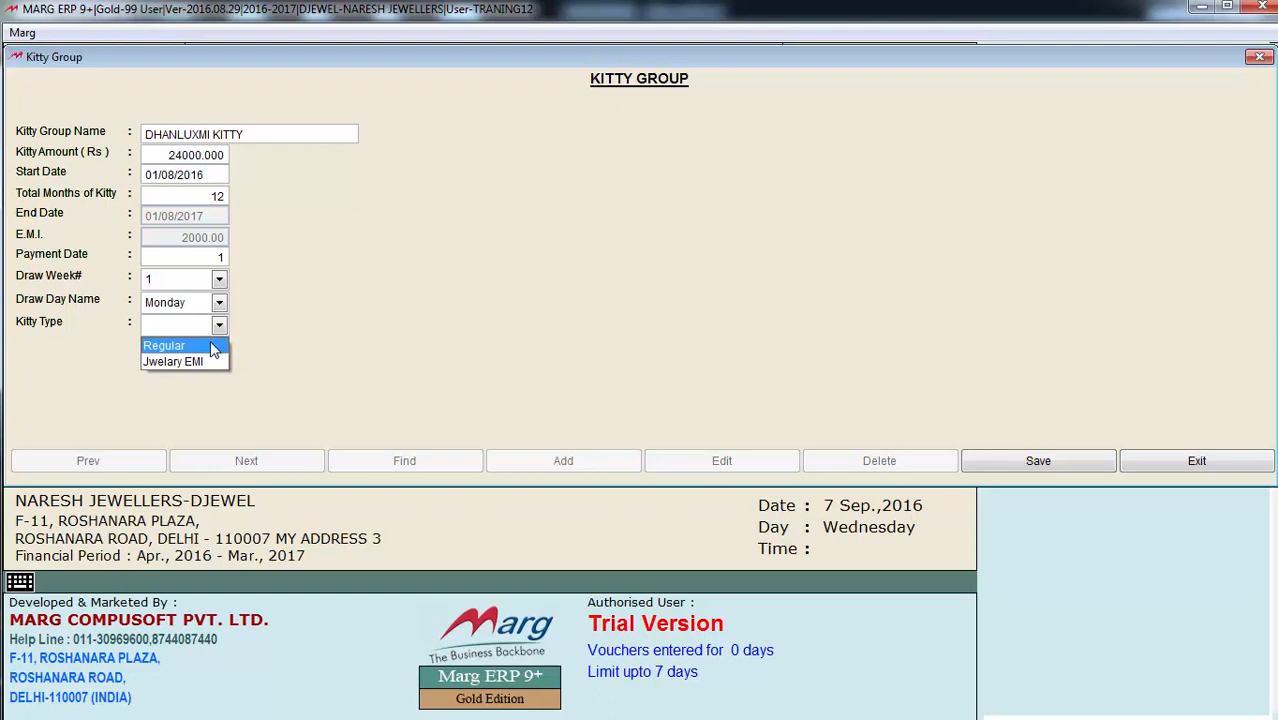 MARG ERP 9+|Gold-99 User|Ver-2016.08.29|2016-2017|DJEWEL-NARESH JEWELLERS|User-TRANING12
Marg
Kitty Group
KITTY GROUP
Kitty Group Name : DHANLUXMI KITTY
Kitty Amount ( Rs ) : 24000.000
Start Date : 01/08/2016
Total Months of Kitty : 12
End Date : 01/08/2017
E.M.I. : 2000.00
Payment Date : 1
Draw Week# : 1
Draw Day Name : Monday
Kitty Type :
Regular
Jwelary EMI
Prev Next Find Add Edit Delete Save Exit
NARESH JEWELLERS-DJEWEL
F-11, ROSHANARA PLAZA,
ROSHANARA ROAD, DELHI - 110007 MY ADDRESS 3
Financial Period : Apr., 2016 - Mar., 2017
Date : 7 Sep.,2016
Day : Wednesday
Time :
Developed & Marketed By :
MARG COMPUSOFT PVT. LTD.
Help Line : 011-30969600,8744087440
F-11, ROSHANARA PLAZA,
ROSHANARA ROAD,
DELHI-110007 (INDIA)
Marg
The Business Backbone
Marg ERP 9+
Gold Edition
Authorised User :
Trial Version
Vouchers entered for 0 days
Limit upto 7 days